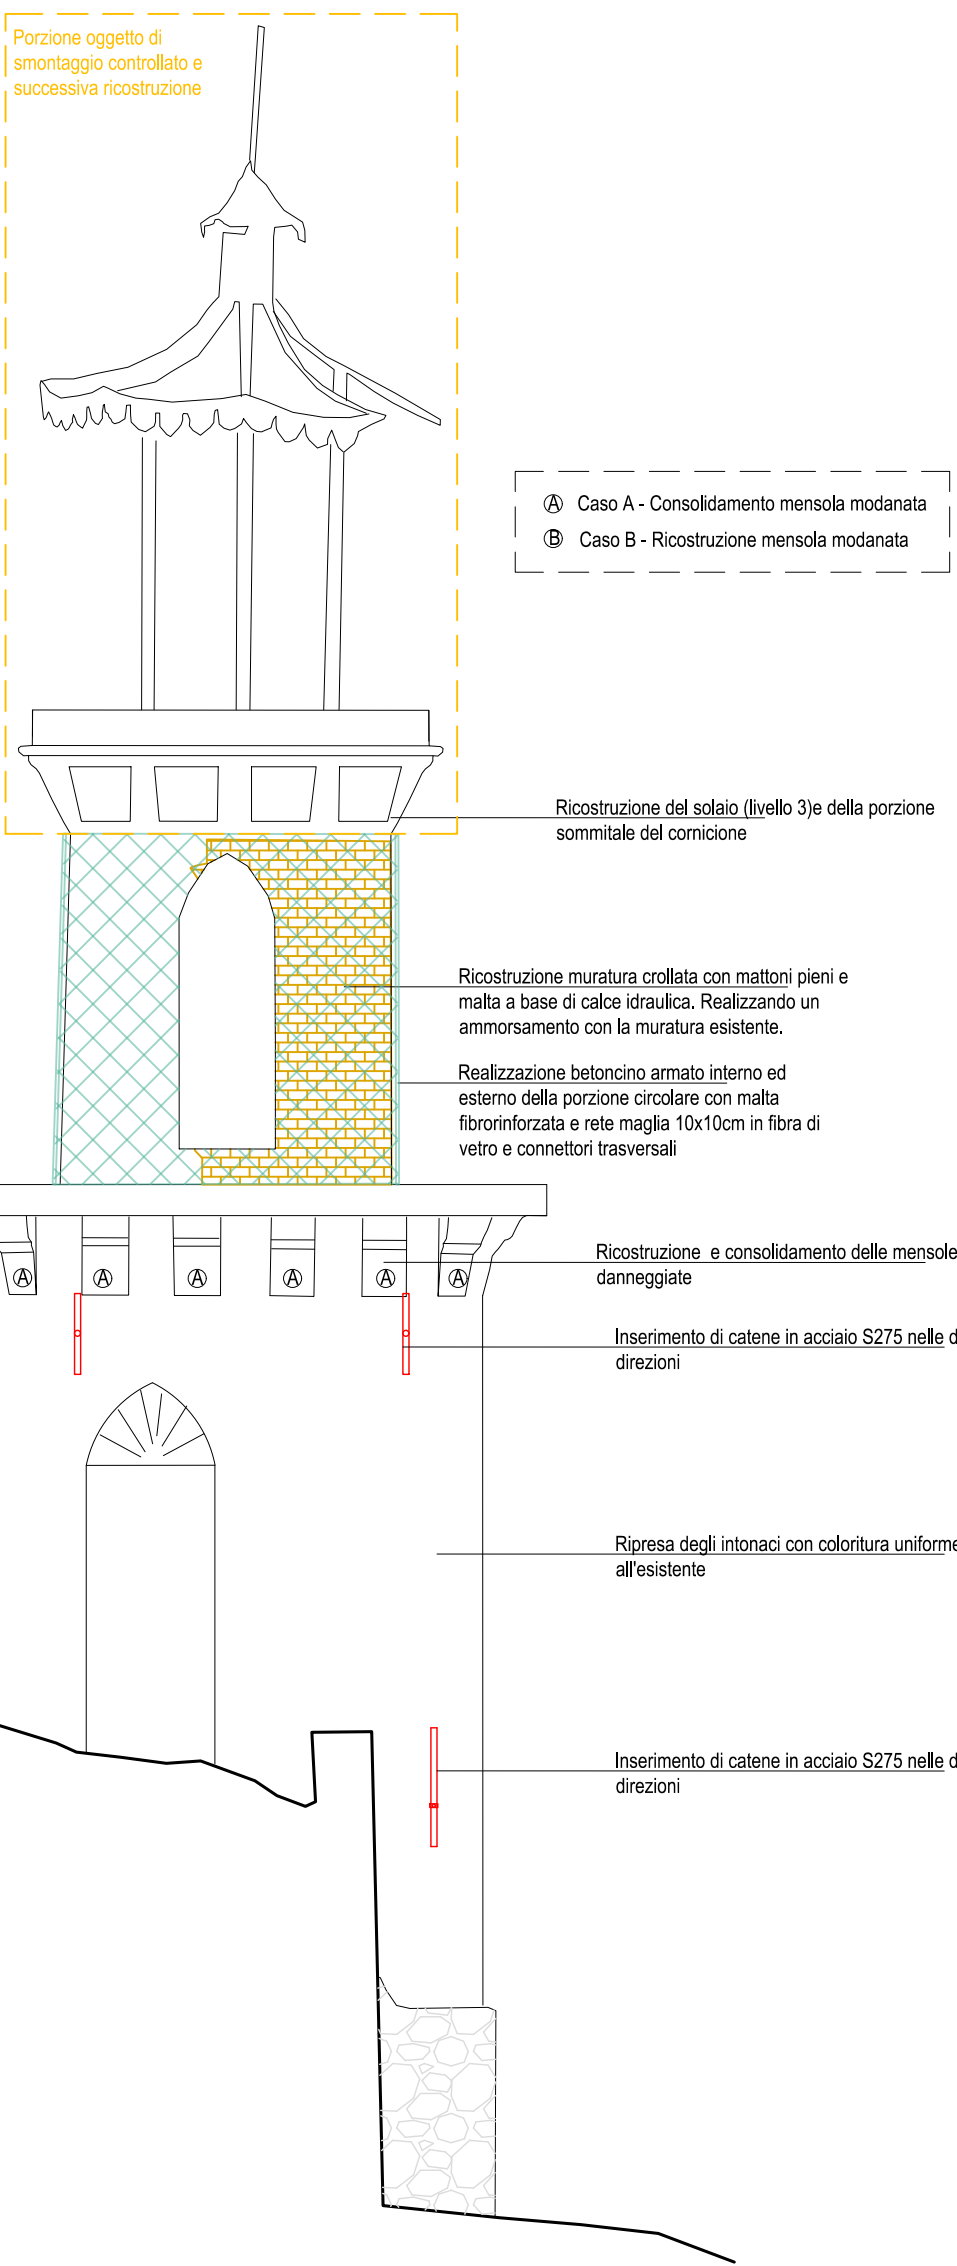 Porzione oggetto di
smontaggio controllato e
successiva ricostruzione
A Caso A - Consolidamento mensola modanata
B Caso B - Ricostruzione mensola modanata
Ricostruzione del solaio (livello 3)e della porzione
sommitale del cornicione
Ricostruzione muratura crollata con mattoni pieni e
malta a base di calce idraulica. Realizzando un
ammorsamento con la muratura esistente.
Realizzazione betoncino armato interno ed
esterno della porzione circolare con malta
fibrorinforzata e rete maglia 10x10cm in fibra di
vetro e connettori trasversali
Ricostruzione e consolidamento delle mensole
danneggiate
A A A A A A
Inserimento di catene in acciaio S275 nelle d
direzioni
Ripresa degli intonaci con coloritura uniforme
all'esistente
Inserimento di catene in acciaio S275 nelle d
direzioni